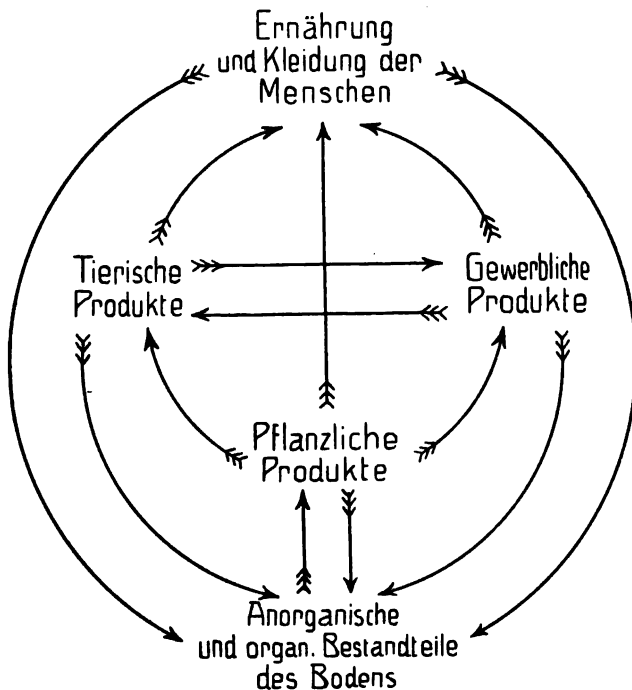 Ernährung
und Kleidung der
Menschen
Tierische
Produkte
Gewerbliche
Produkte
Pflanzliche
Produkte
Anorganische
und organ. Bestandteile
des Bodens